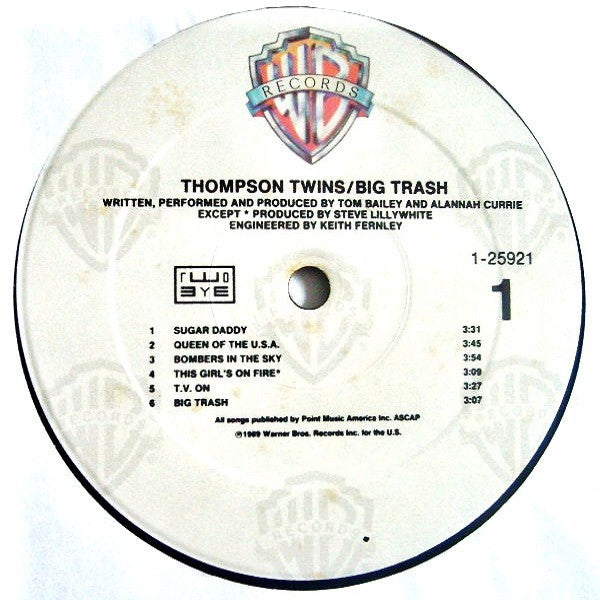 WB
RECORDS
THOMPSON TWINS/BIG TRASH
WRITTEN, PERFORMED AND PRODUCED BY TOM BAILEY AND ALANNAH CURRIE
EXCEPT * PRODUCED BY STEVE LILLYWHITE
ENGINEERED BY KEITH FERNLEY
1-25921
1
EYE
1 SUGAR DADDY 3:31
2 QUEEN OF THE U.S.A. 3:45
3 BOMBERS IN THE SKY 3:54
4 THIS GIRL'S ON FIRE* 3:09
5 T.V. ON 3:27
6 BIG TRASH 3:07
All songs published by Point Music America Inc. ASCAP
℗1989 Warner Bros. Records Inc. for the U.S.